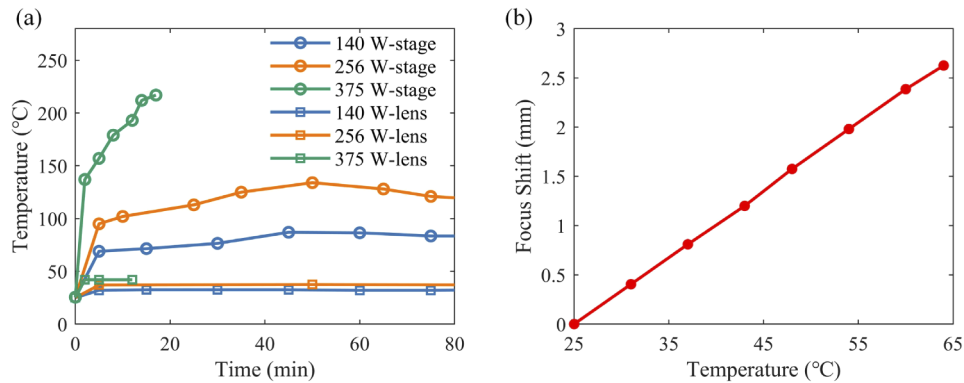 (a)
Temperature (℃)
250
200
150
100
50
0
0
20
40
60
80
Time (min)
140 W-stage
256 W-stage
375 W-stage
140 W-lens
256 W-lens
375 W-lens
(b)
Focus Shift (mm)
3
2.5
2
1.5
1
0.5
0
25
35
45
55
65
Temperature (℃)